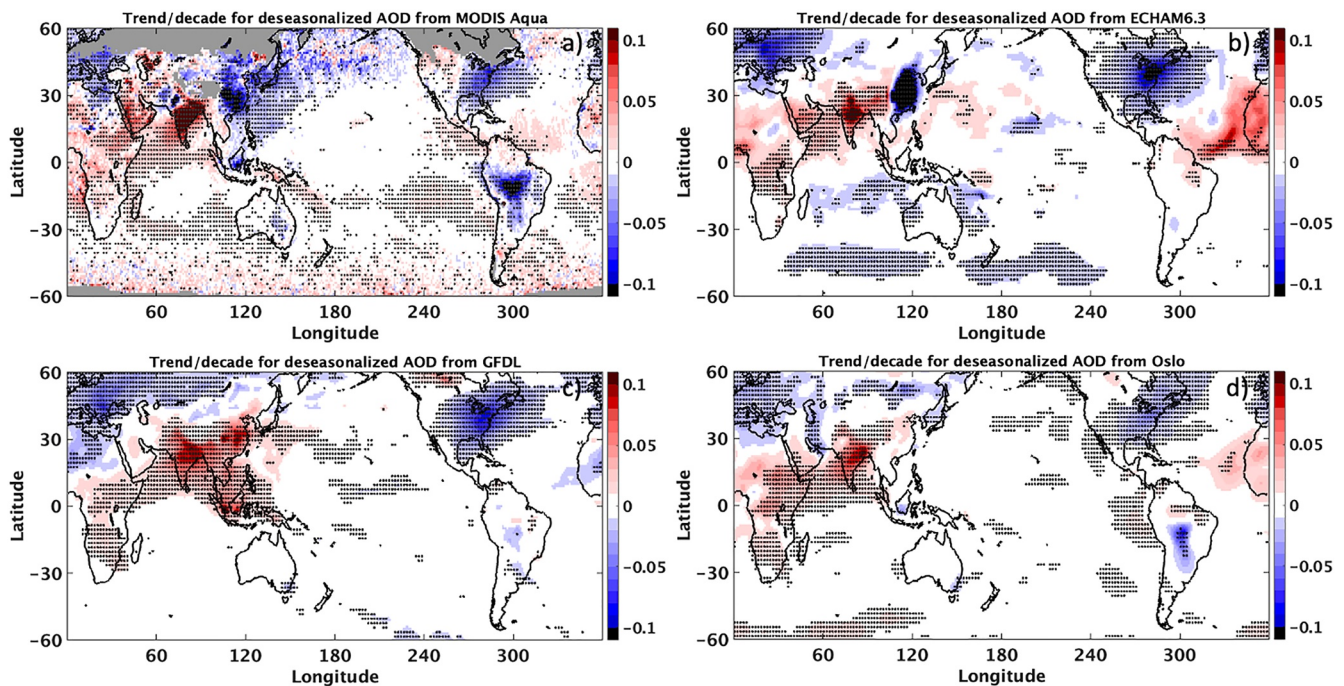 Trend/decade for deseasonalized AOD from MODIS Aqua
a)
60
30
0
−30
−60
Latitude
60 120 180 240 300
Longitude
0.1
0.05
0
−0.05
−0.1
Trend/decade for deseasonalized AOD from ECHAM6.3
b)
60
30
0
−30
−60
Latitude
60 120 180 240 300
Longitude
0.1
0.05
0
−0.05
−0.1
Trend/decade for deseasonalized AOD from GFDL
c)
60
30
0
−30
−60
Latitude
60 120 180 240 300
Longitude
0.1
0.05
0
−0.05
−0.1
Trend/decade for deseasonalized AOD from Oslo
d)
60
30
0
−30
−60
Latitude
60 120 180 240 300
Longitude
0.1
0.05
0
−0.05
−0.1